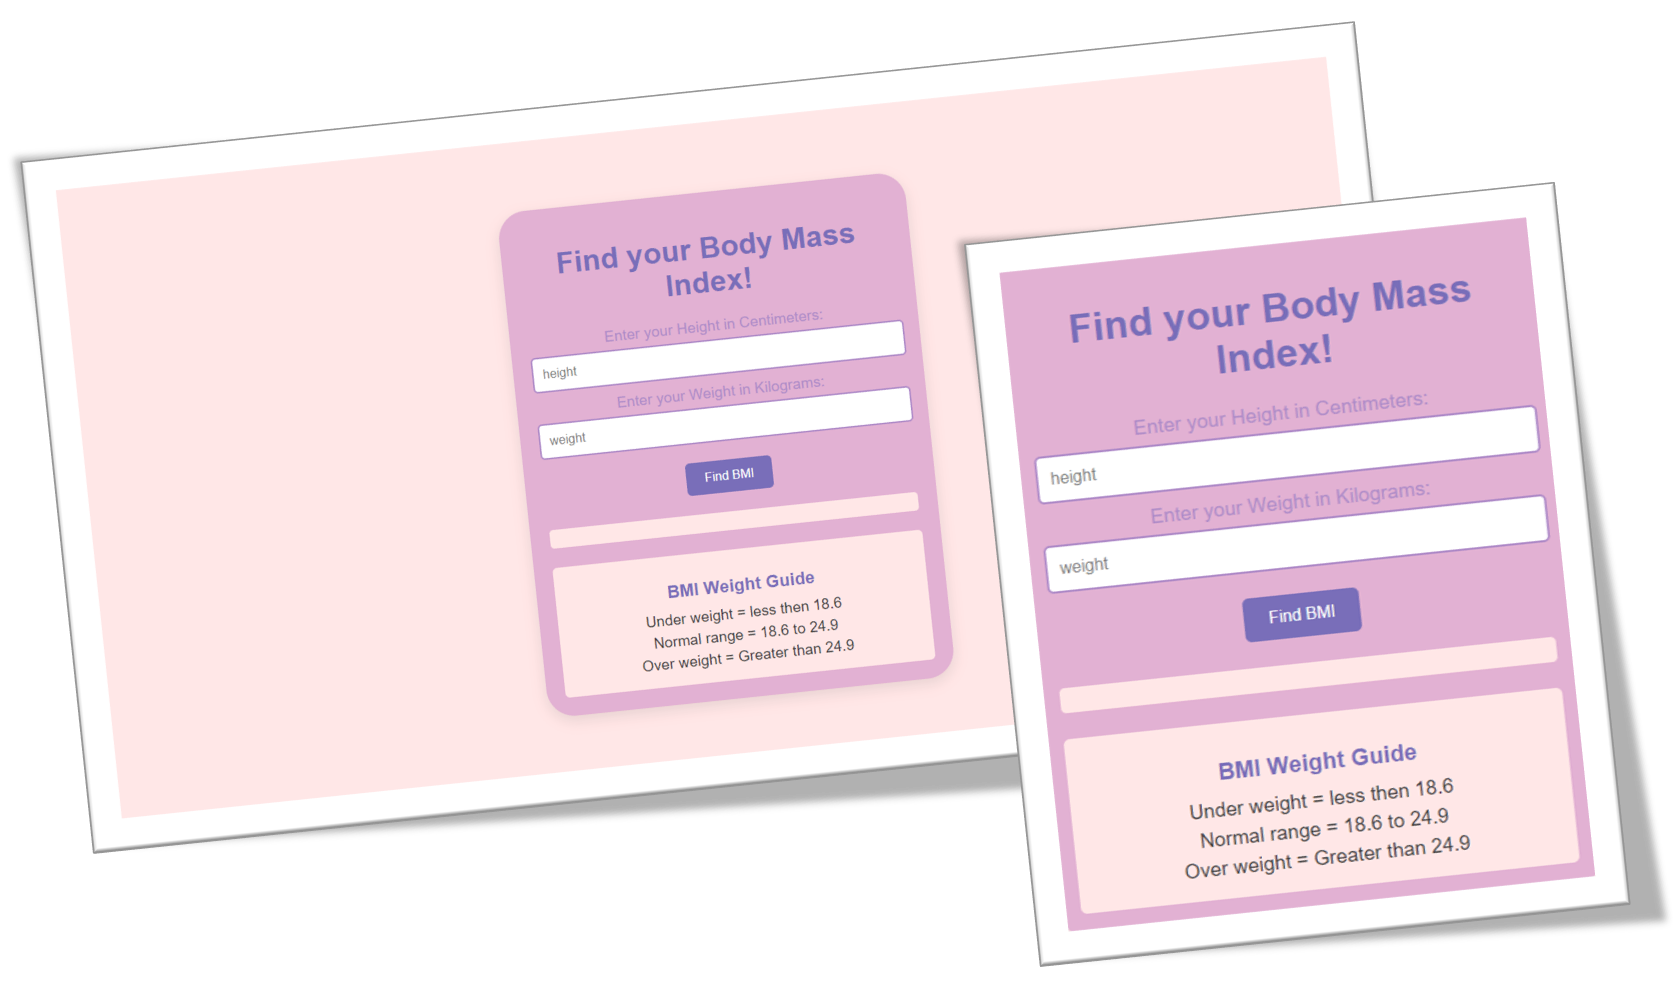 Find your Body Mass
Index!
Enter your Height in Centimeters:
height
Enter your Weight in Kilograms:
weight
Find BMI
BMI Weight Guide
Under weight = less then 18.6
Normal range = 18.6 to 24.9
Over weight = Greater than 24.9
Find your Body Mass
Index!
Enter your Height in Centimeters:
height
Enter your Weight in Kilograms:
weight
Find BMI
BMI Weight Guide
Under weight = less then 18.6
Normal range = 18.6 to 24.9
Over weight = Greater than 24.9